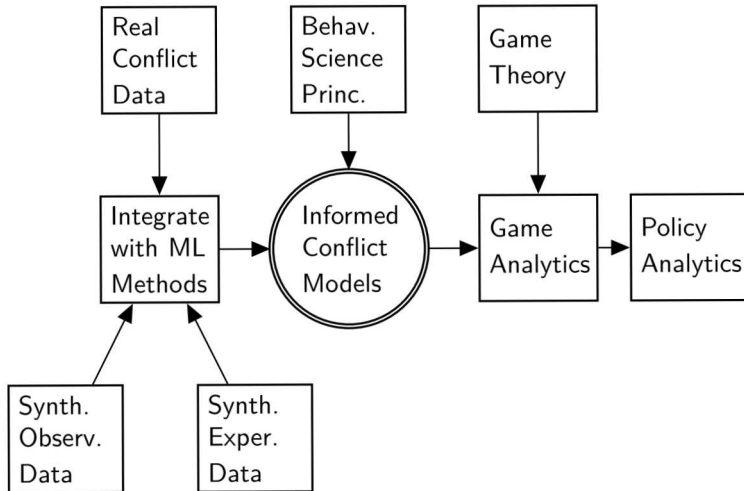 Real
Conflict
Data
Behav.
Science
Princ.
Game
Theory
Integrate
with ML
Methods
Informed
Conflict
Models
Game
Analytics
Policy
Analytics
Synth.
Observ.
Data
Synth.
Exper.
Data